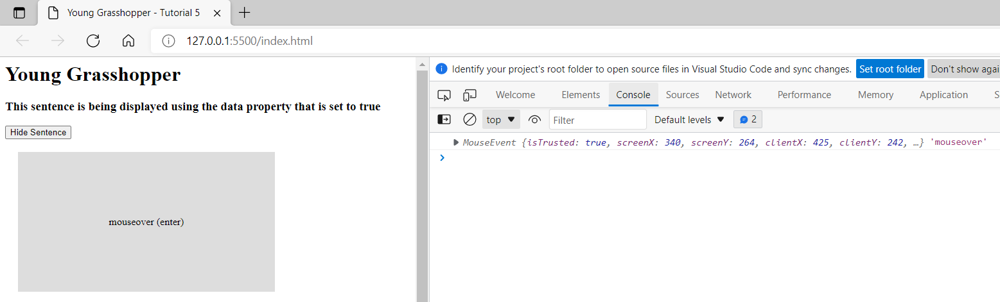 Young Grasshopper - Tutorial 5
127.0.0.1:5500/index.html
Young Grasshopper
This sentence is being displayed using the data property that is set to true
Hide Sentence
mouseover (enter)
Identify your project's root folder to open source files in Visual Studio Code and sync changes. Set root folder Don't show agai
Welcome Elements Console Sources Network Performance Memory Application S
top Filter Default levels 2
MouseEvent {isTrusted: true, screenX: 340, screenY: 264, clientX: 425, clientY: 242, …} 'mouseover'